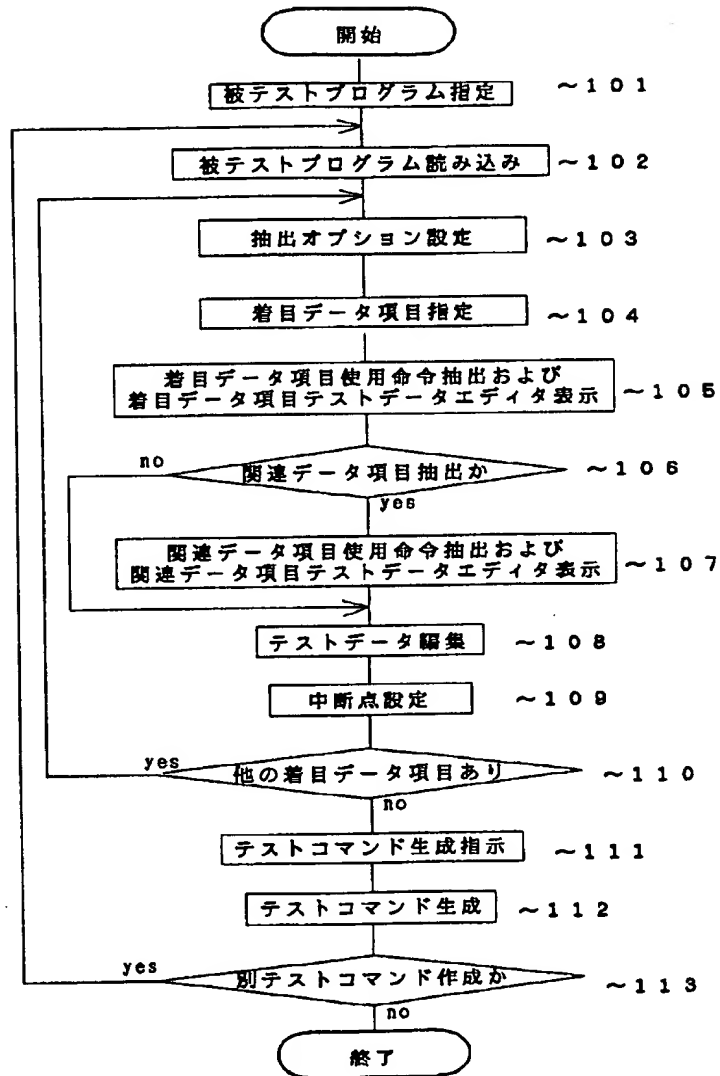 開始
被テストプログラム指定 ～101
被テストプログラム読み込み ～102
抽出オプション設定 ～103
着目データ項目指定 ～104
着目データ項目使用命令抽出および
着目データ項目テストデータエディタ表示 ～105
no 関連データ項目抽出か ～106
yes
関連データ項目使用命令抽出および
関連データ項目テストデータエディタ表示 ～107
テストデータ編集 ～108
中断点設定 ～109
yes 他の着目データ項目あり ～110
no
テストコマンド生成指示 ～111
テストコマンド生成 ～112
yes 別テストコマンド作成か ～113
no
終了